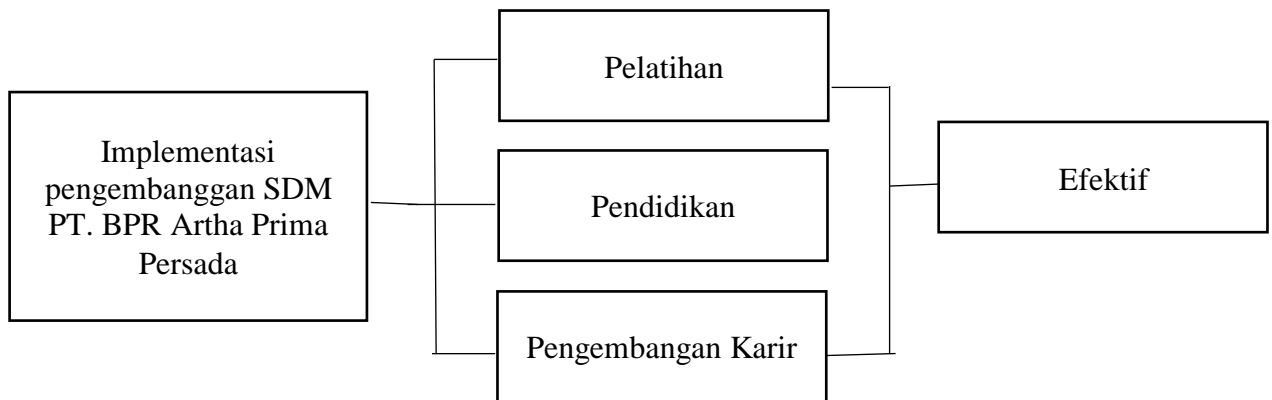 Implementasi
pengembanggan SDM
PT. BPR Artha Prima
Persada
Pelatihan
Pendidikan
Pengembangan Karir
Efektif